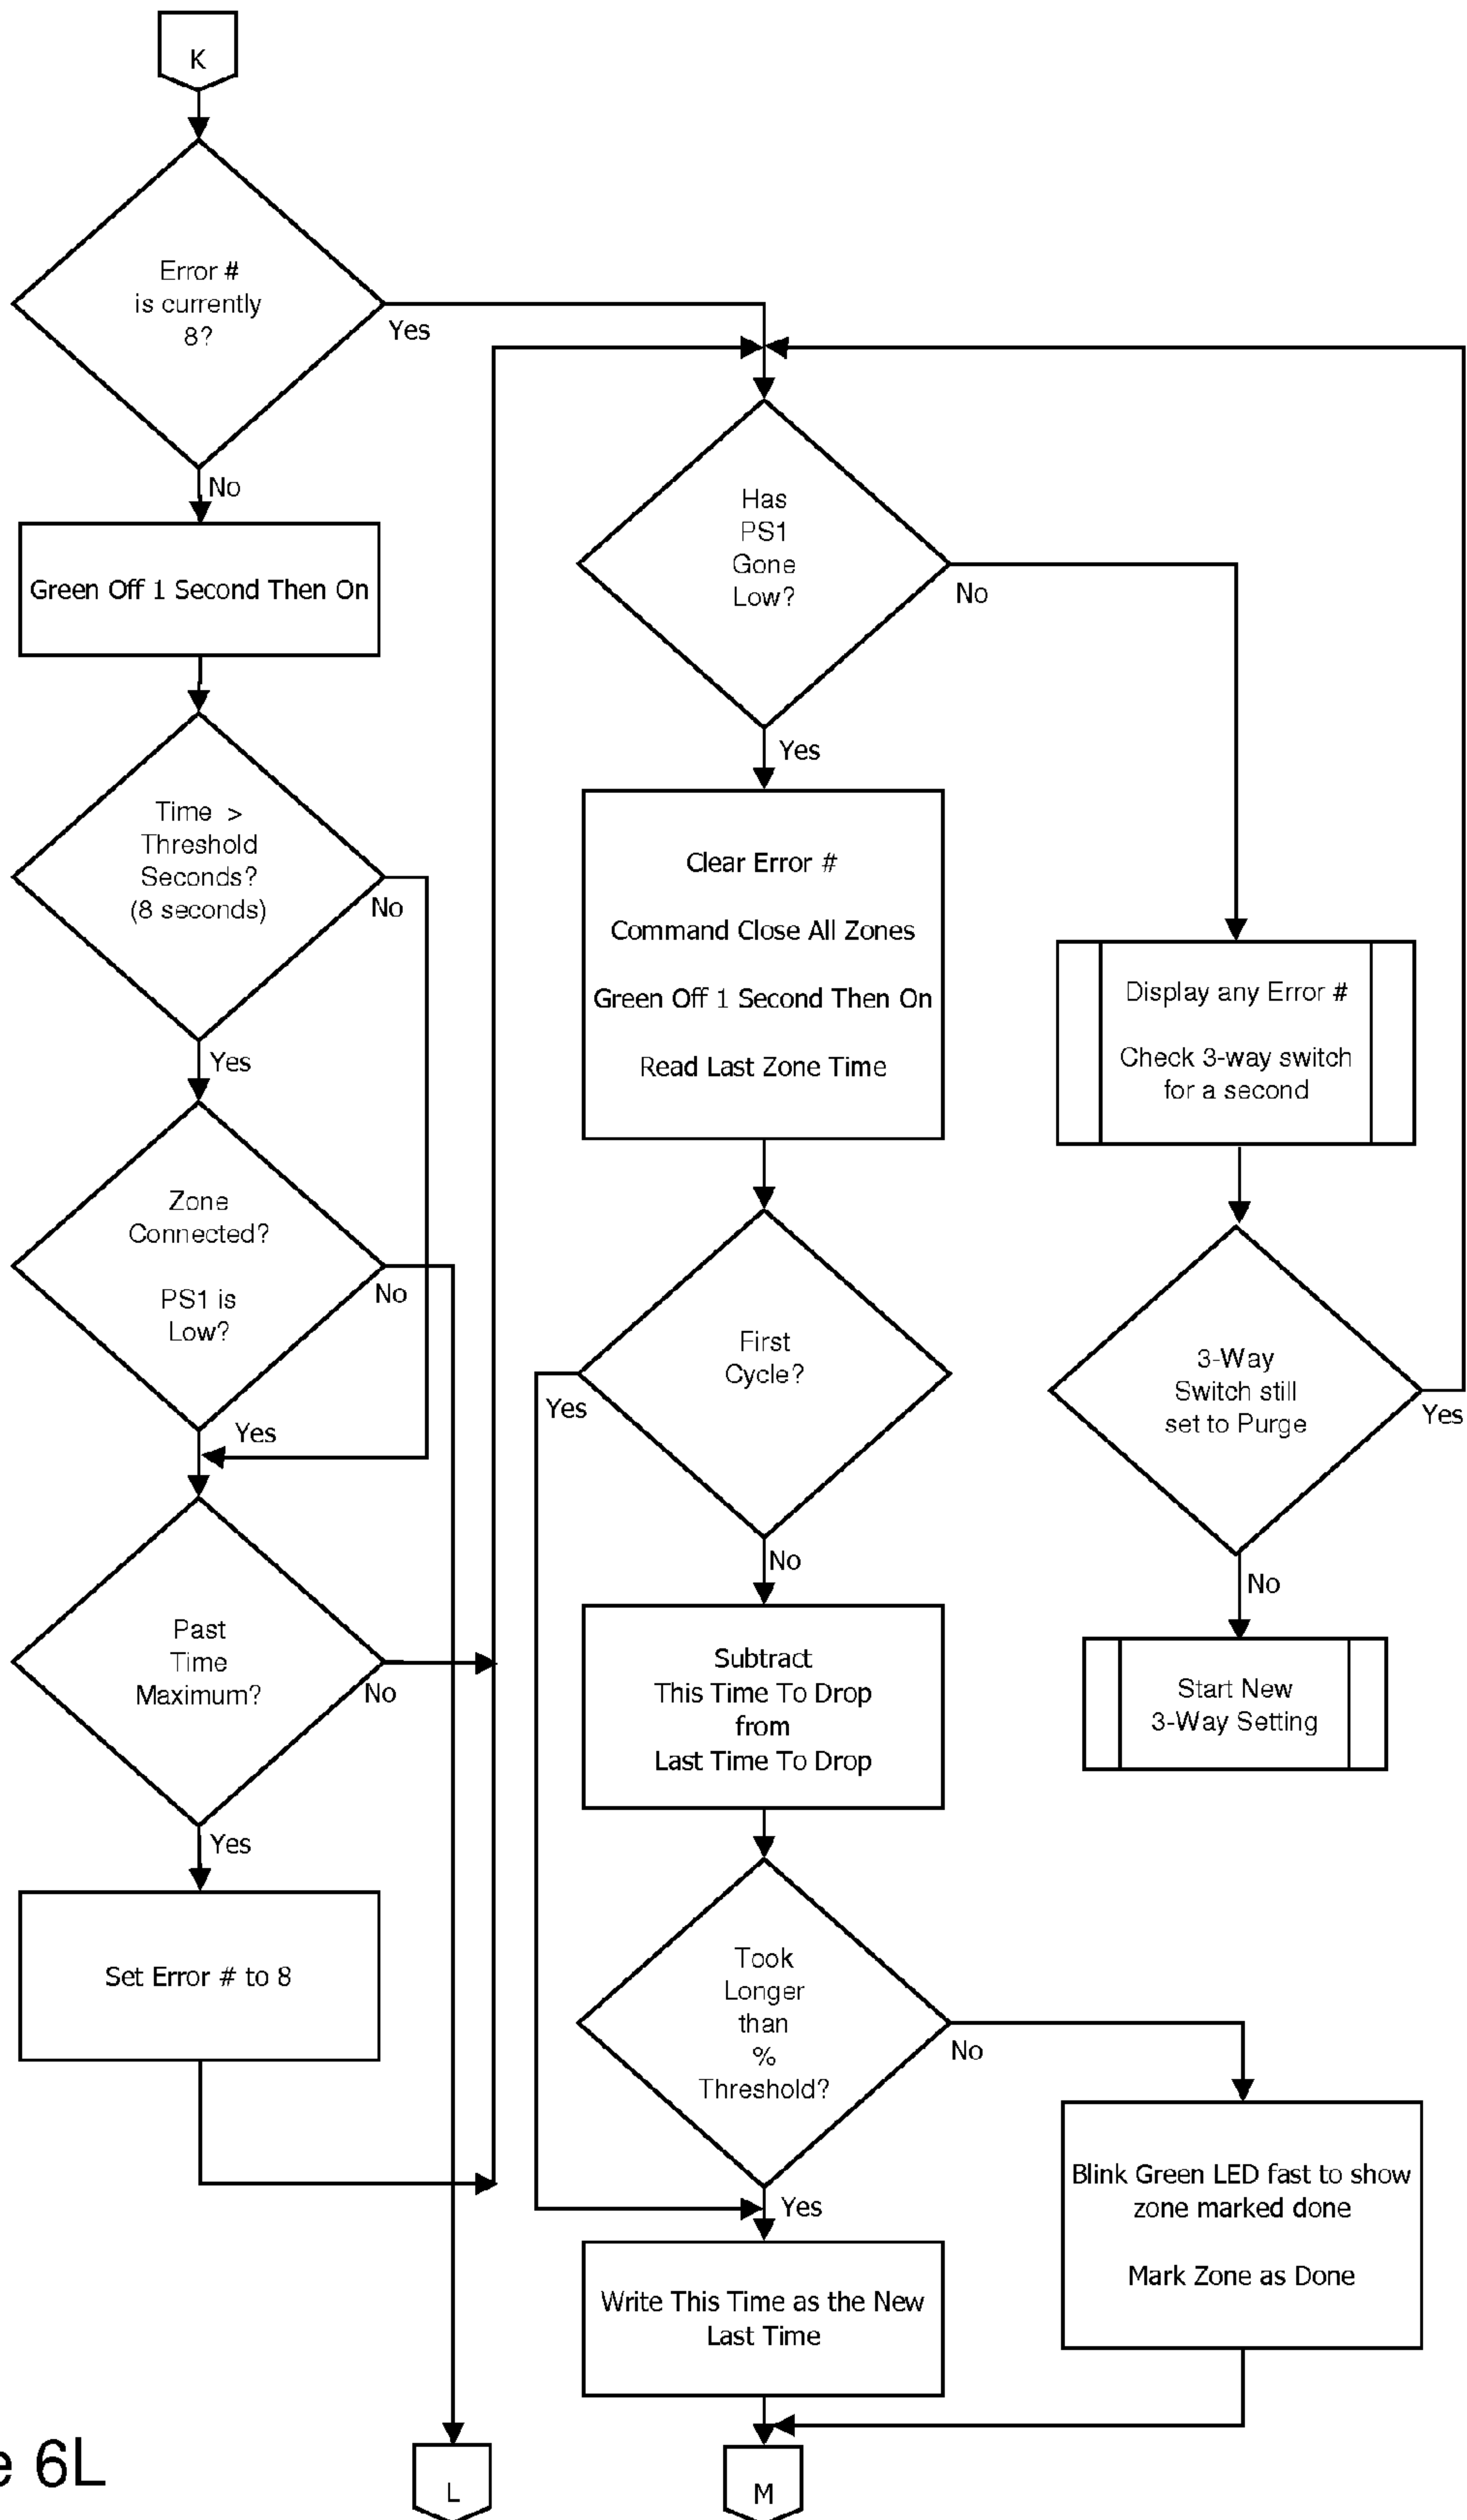 K
Error #
is currently
8?
Yes
No
Green Off 1 Second Then On
Time >
Threshold
Seconds?
(8 seconds)
No
Yes
Zone
Connected?
PS1 is
Low?
No
Yes
Past
Time
Maximum?
No
Yes
Set Error # to 8
Has
PS1
Gone
Low?
No
Yes
Clear Error #
Command Close All Zones
Green Off 1 Second Then On
Read Last Zone Time
First
Cycle?
Yes
No
Subtract
This Time To Drop
from
Last Time To Drop
Took
Longer
than
%
Threshold?
No
Yes
Write This Time as the New
Last Time
Display any Error #
Check 3-way switch
for a second
3-Way
Switch still
set to Purge
Yes
No
Start New
3-Way Setting
Blink Green LED fast to show
zone marked done
Mark Zone as Done
e 6L
L
M